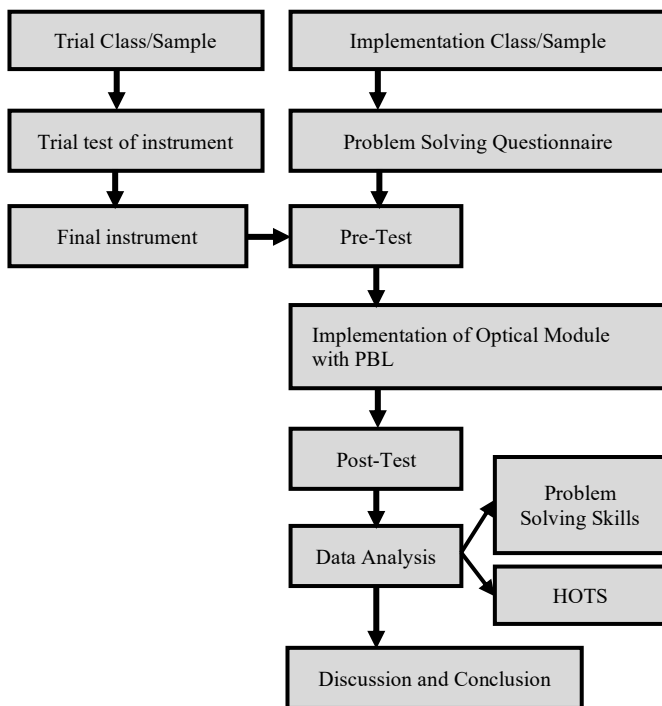 Trial Class/Sample
Implementation Class/Sample
Trial test of instrument
Problem Solving Questionnaire
Final instrument
Pre-Test
Implementation of Optical Module
with PBL
Post-Test
Problem
Solving Skills
Data Analysis
HOTS
Discussion and Conclusion